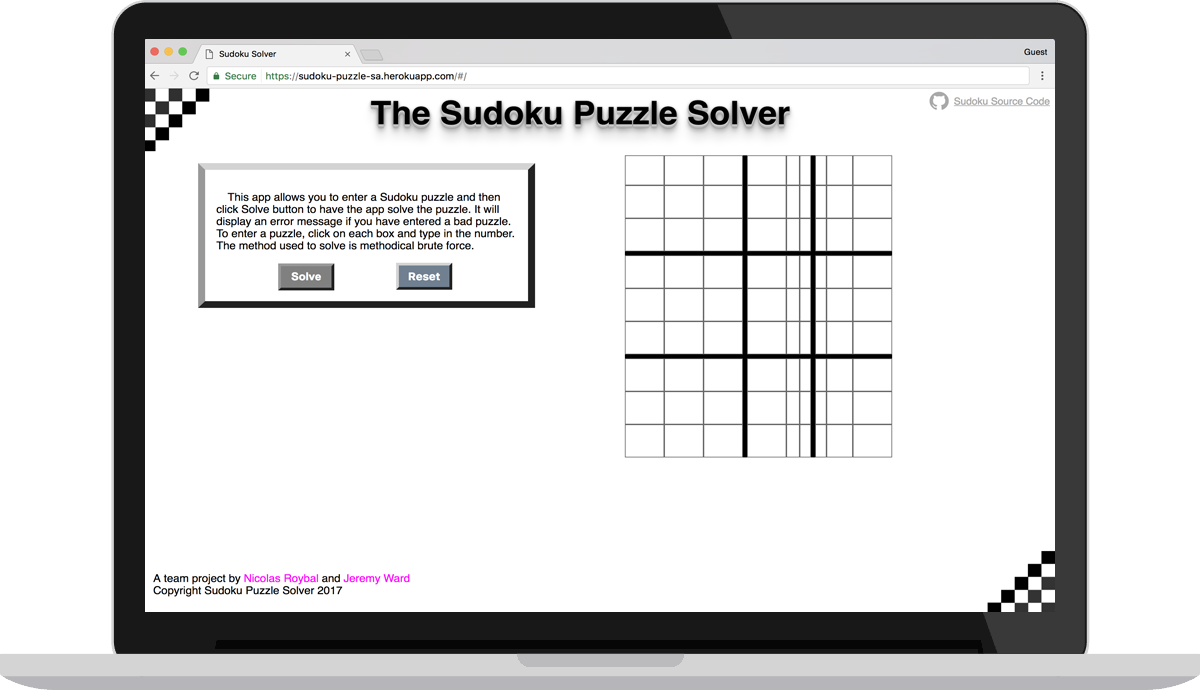 Sudoku Solver
Guest
Secure https://sudoku-puzzle-sa.herokuapp.com/#/
The Sudoku Puzzle Solver
Sudoku Source Code
This app allows you to enter a Sudoku puzzle and then
click Solve button to have the app solve the puzzle. It will
display an error message if you have entered a bad puzzle.
To enter a puzzle, click on each box and type in the number.
The method used to solve is methodical brute force.
Solve Reset
A team project by Nicolas Roybal and Jeremy Ward
Copyright Sudoku Puzzle Solver 2017